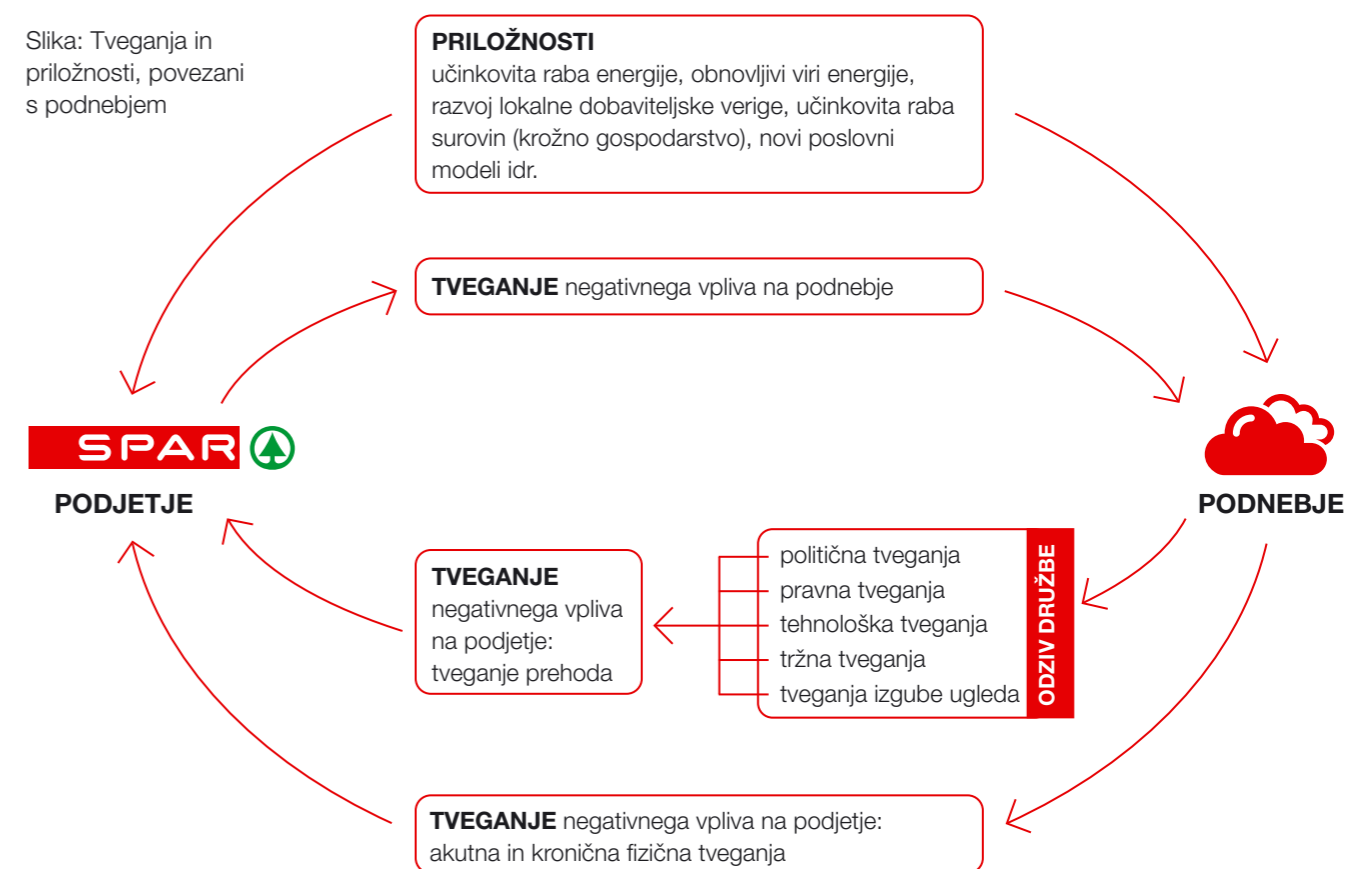 Slika: Tveganja in
priložnosti, povezani
s podnebjem
PRILOŽNOSTI
učinkovita raba energije, obnovljivi viri energije,
razvoj lokalne dobaviteljske verige, učinkovita raba
surovin (krožno gospodarstvo), novi poslovni
modeli idr.
TVEGANJE negativnega vpliva na podnebje
SPAR
PODJETJE
PODNEBJE
TVEGANJE
negativnega vpliva
na podjetje:
tveganje prehoda
politična tveganja
pravna tveganja
tehnološka tveganja
tržna tveganja
tveganja izgube ugleda
ODZIV DRUŽBE
TVEGANJE negativnega vpliva na podjetje:
akutna in kronična fizična tveganja